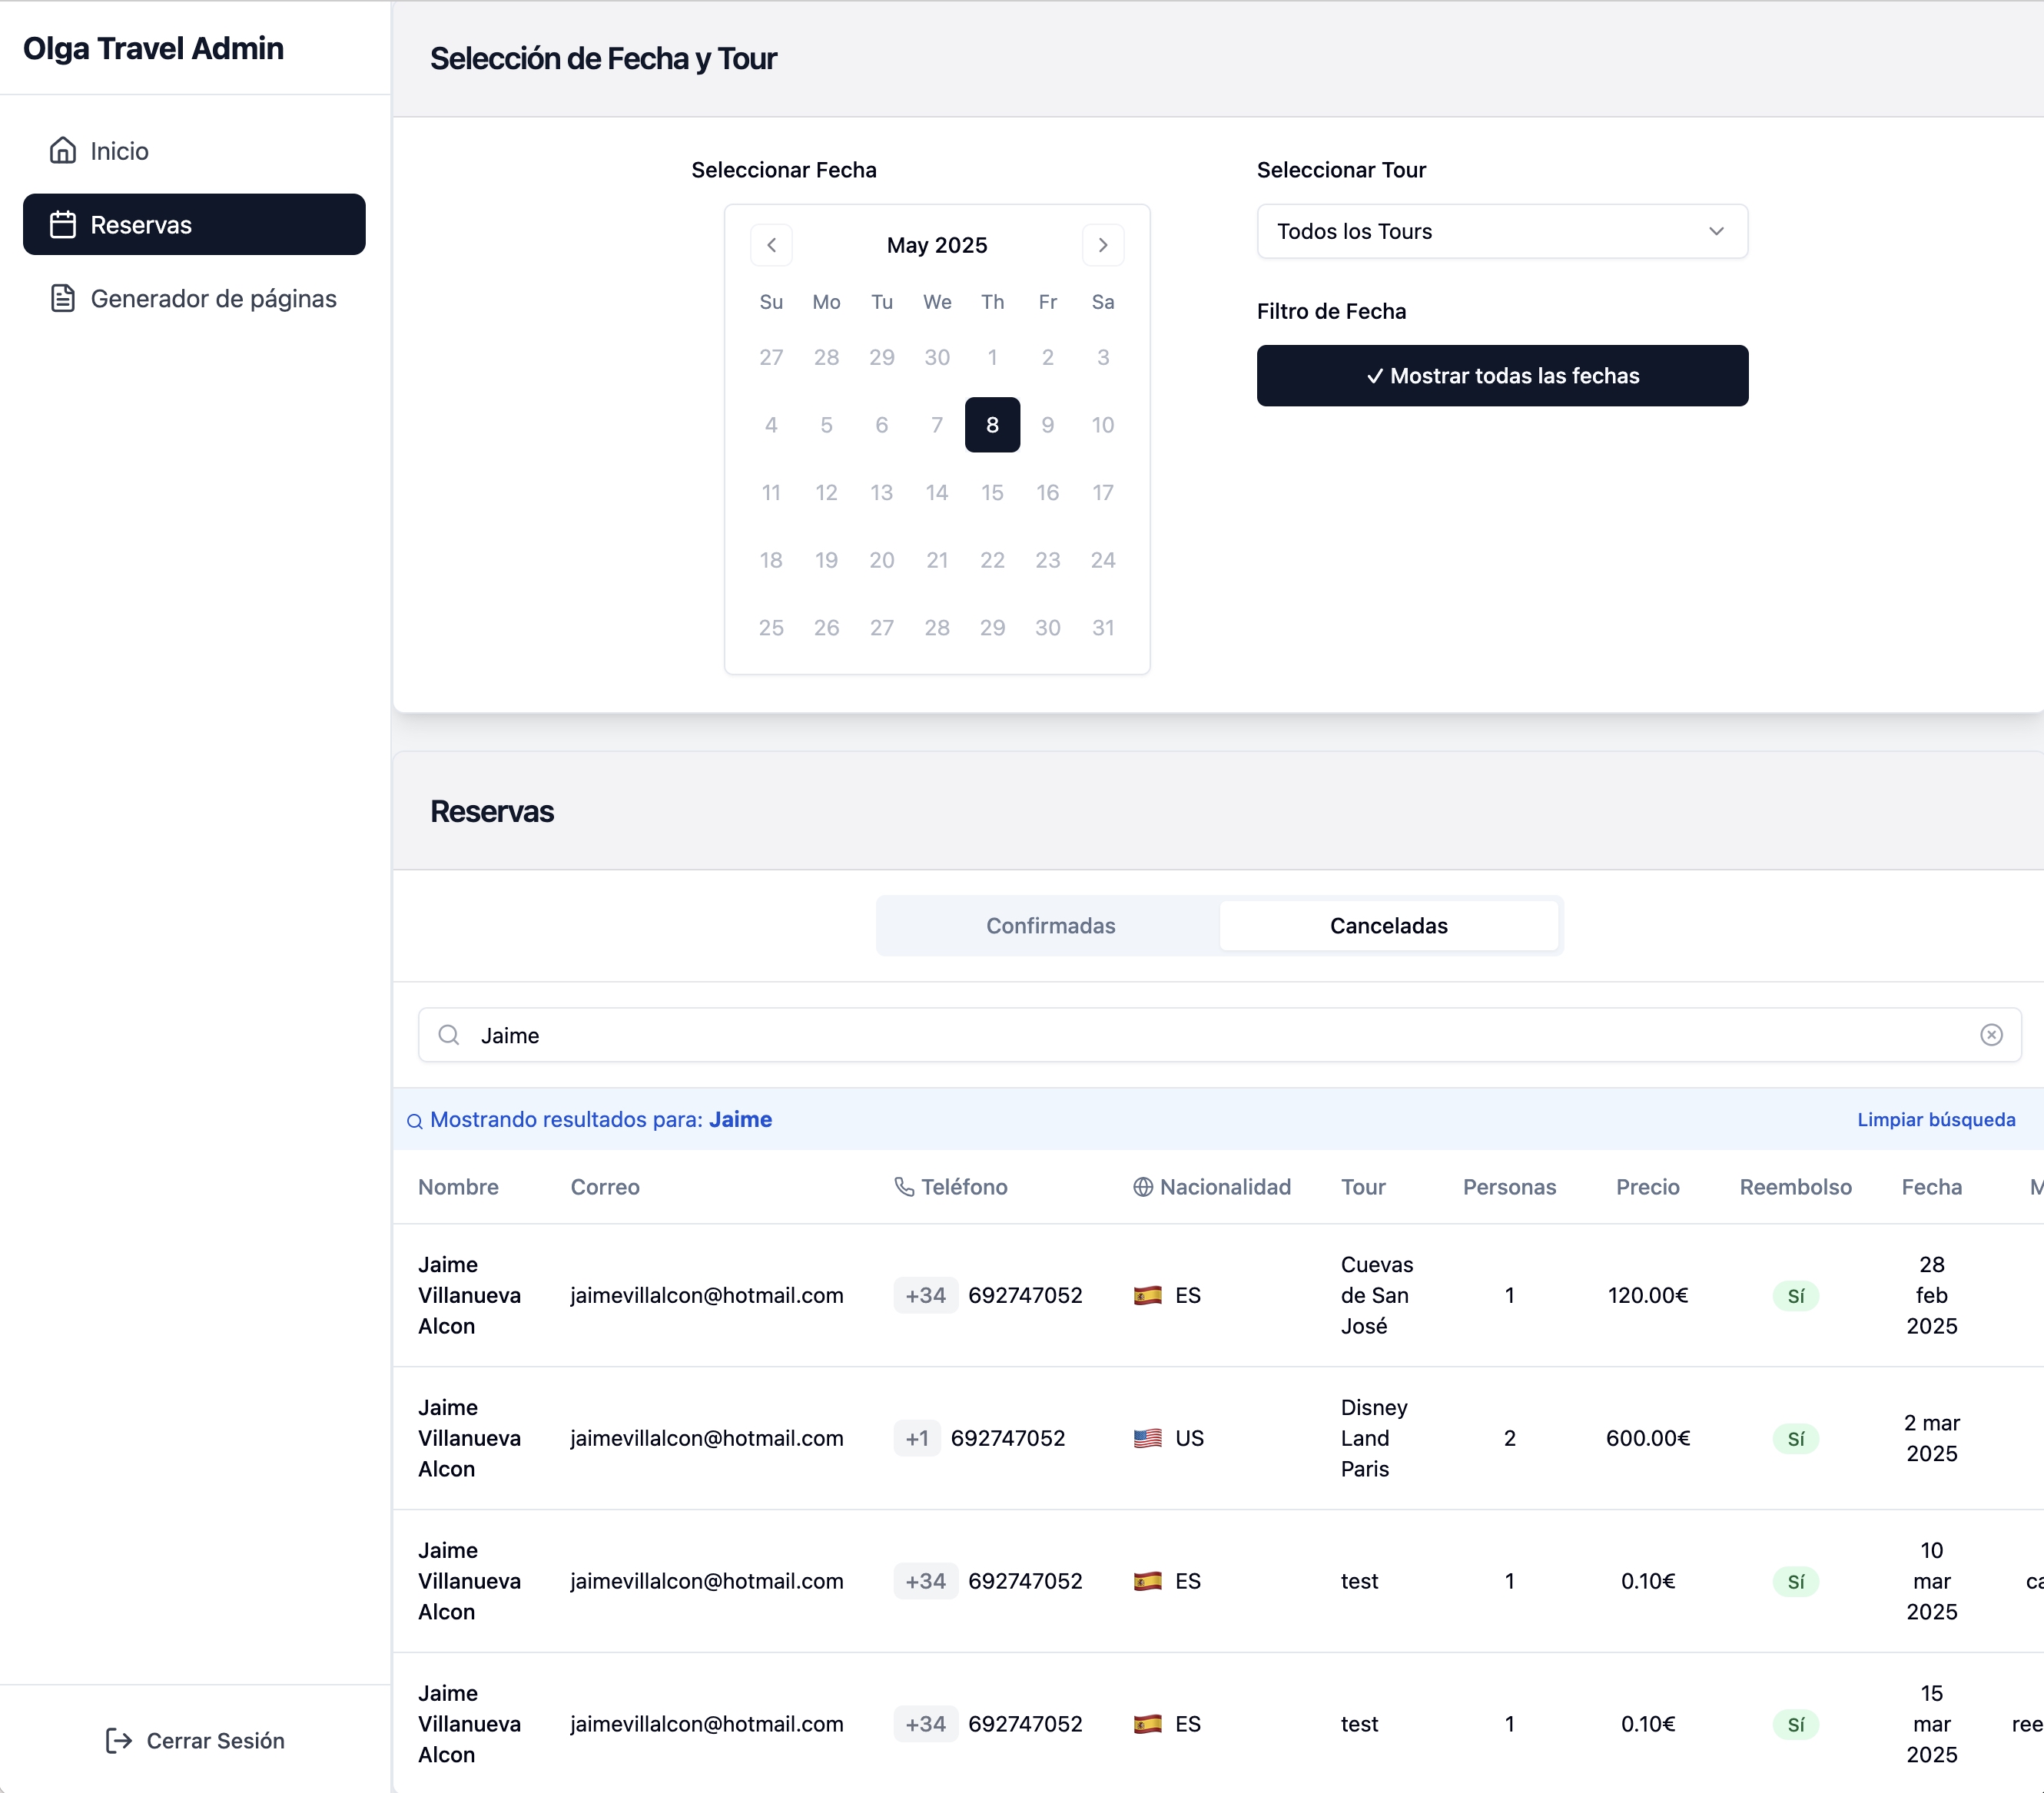 Olga Travel Admin
Inicio
Reservas
Generador de páginas
Cerrar Sesión
Selección de Fecha y Tour
Seleccionar Fecha
May 2025
Su Mo Tu We Th Fr Sa
27 28 29 30 1 2 3
4 5 6 7 8 9 10
11 12 13 14 15 16 17
18 19 20 21 22 23 24
25 26 27 28 29 30 31
Seleccionar Tour
Todos los Tours
Filtro de Fecha
✓ Mostrar todas las fechas
Reservas
Confirmadas Canceladas
Jaime
Mostrando resultados para: Jaime Limpiar búsqueda
Nombre Correo Teléfono Nacionalidad Tour Personas Precio Reembolso Fecha M
Jaime Villanueva Alcon jaimevillalcon@hotmail.com +34 692747052 ES Cuevas de San José 1 120.00€ Sí 28 feb 2025
Jaime Villanueva Alcon jaimevillalcon@hotmail.com +1 692747052 US Disney Land Paris 2 600.00€ Sí 2 mar 2025
Jaime Villanueva Alcon jaimevillalcon@hotmail.com +34 692747052 ES test 1 0.10€ Sí 10 mar 2025 ca
Jaime Villanueva Alcon jaimevillalcon@hotmail.com +34 692747052 ES test 1 0.10€ Sí 15 mar 2025 ree